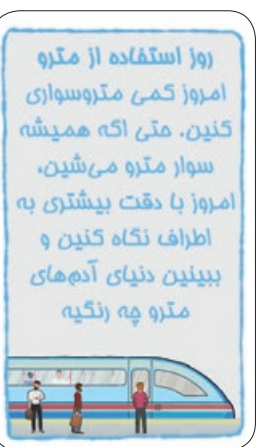 روز استفاده از مترو
امروز کمی متروسواری
کنین. حتی اگه همیشه
سوار مترو می‌شین،
امروز با دقت بیشتری به
اطراف نگاه کنین و
ببینین دنیای آدم‌های
مترو چه رنگیه